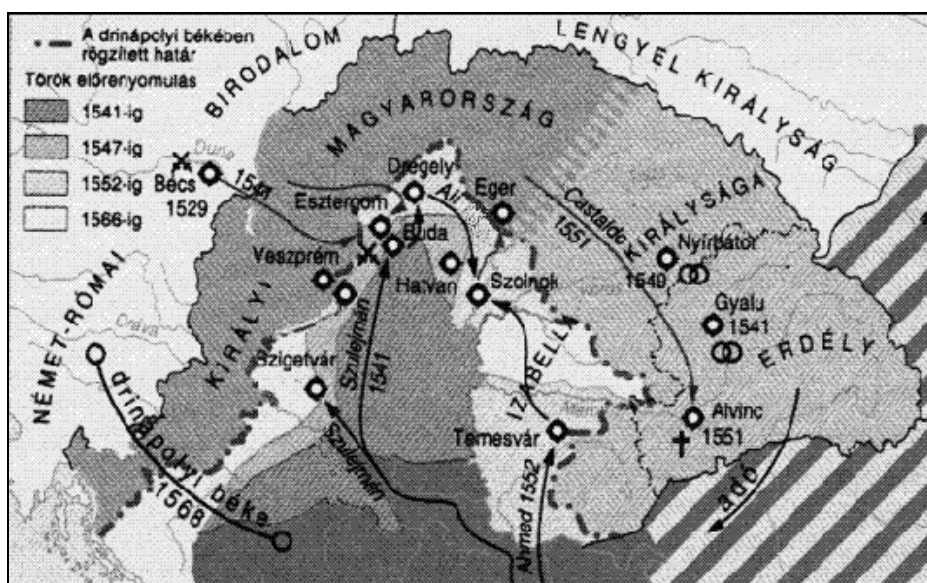 A drinápolyi békében
rögzített határ
Török előrenyomulás
1541-ig
1547-ig
1552-ig
1566-ig
BIRODALOM
LENGYEL KIRÁLYSÁG
MAGYARORSZÁG
Duna
Bécs
1529
1541
Drégely
Esztergom
Ali
Eger
Buda
Veszprém
Hatvan
Szolnok
Castaldo
1551
KIRÁLYSÁGA
Nyírbátor
1549
Gyalu
1541
ERDÉLY
NÉMET-RÓMAI
Dráva
KIRÁLYI
Szigetvár
Szulejmán
1541
IZABELLA
Szulejmán
Temesvár
Alvinc
1551
drinápolyi béke
1568
Ahmed 1552
adó